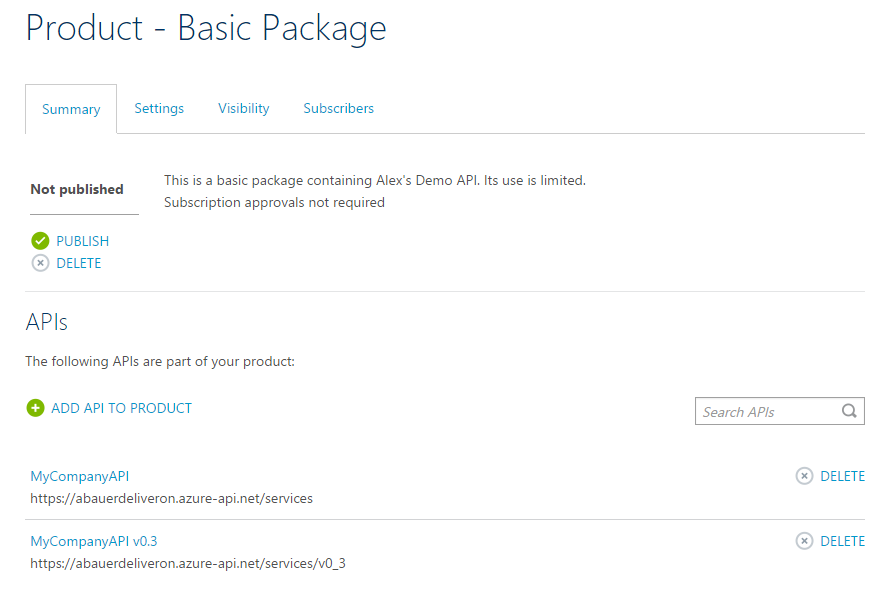 Product - Basic Package
Summary
Settings
Visibility
Subscribers
Not published
This is a basic package containing Alex's Demo API. Its use is limited.
Subscription approvals not required
PUBLISH
DELETE
APIs
The following APIs are part of your product:
ADD API TO PRODUCT
Search APIs
MyCompanyAPI
DELETE
https://abauerdeliveron.azure-api.net/services
MyCompanyAPI v0.3
DELETE
https://abauerdeliveron.azure-api.net/services/v0_3